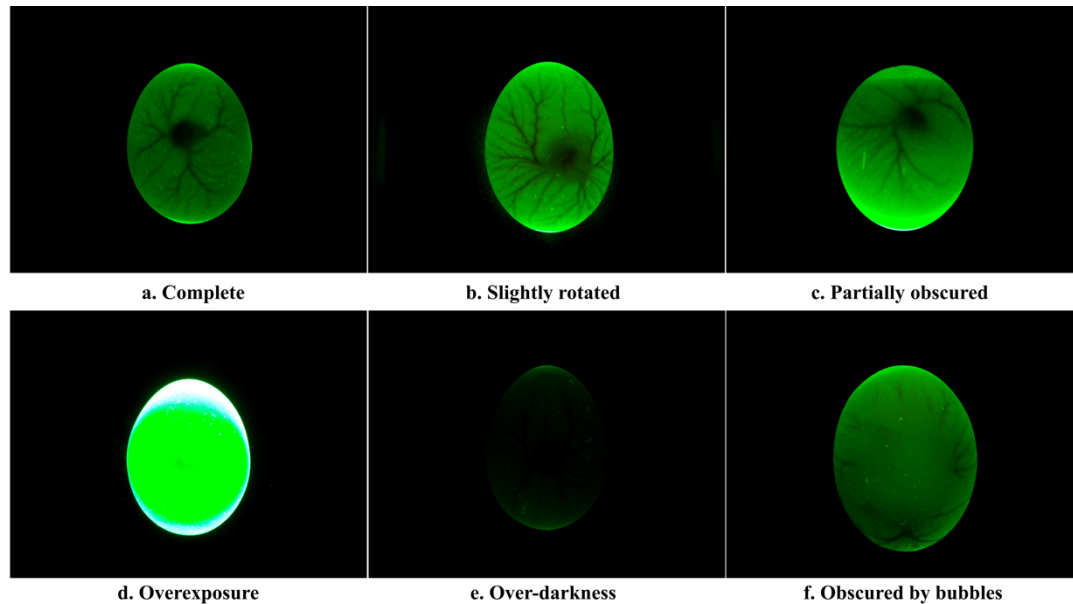 a. Complete
b. Slightly rotated
c. Partially obscured
d. Overexposure
e. Over-darkness
f. Obscured by bubbles